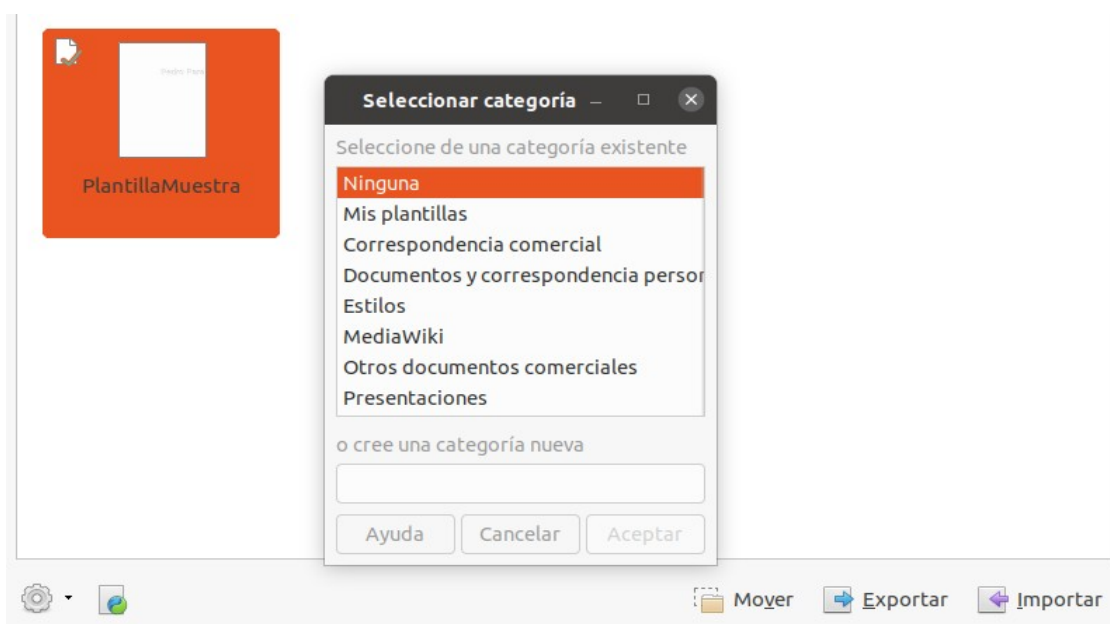 PlantillaMuestra
Seleccionar categoría
Seleccione de una categoría existente
Ninguna
Mis plantillas
Correspondencia comercial
Documentos y correspondencia person
Estilos
MediaWiki
Otros documentos comerciales
Presentaciones
o cree una categoría nueva
Ayuda Cancelar Aceptar
Mover Exportar Importar